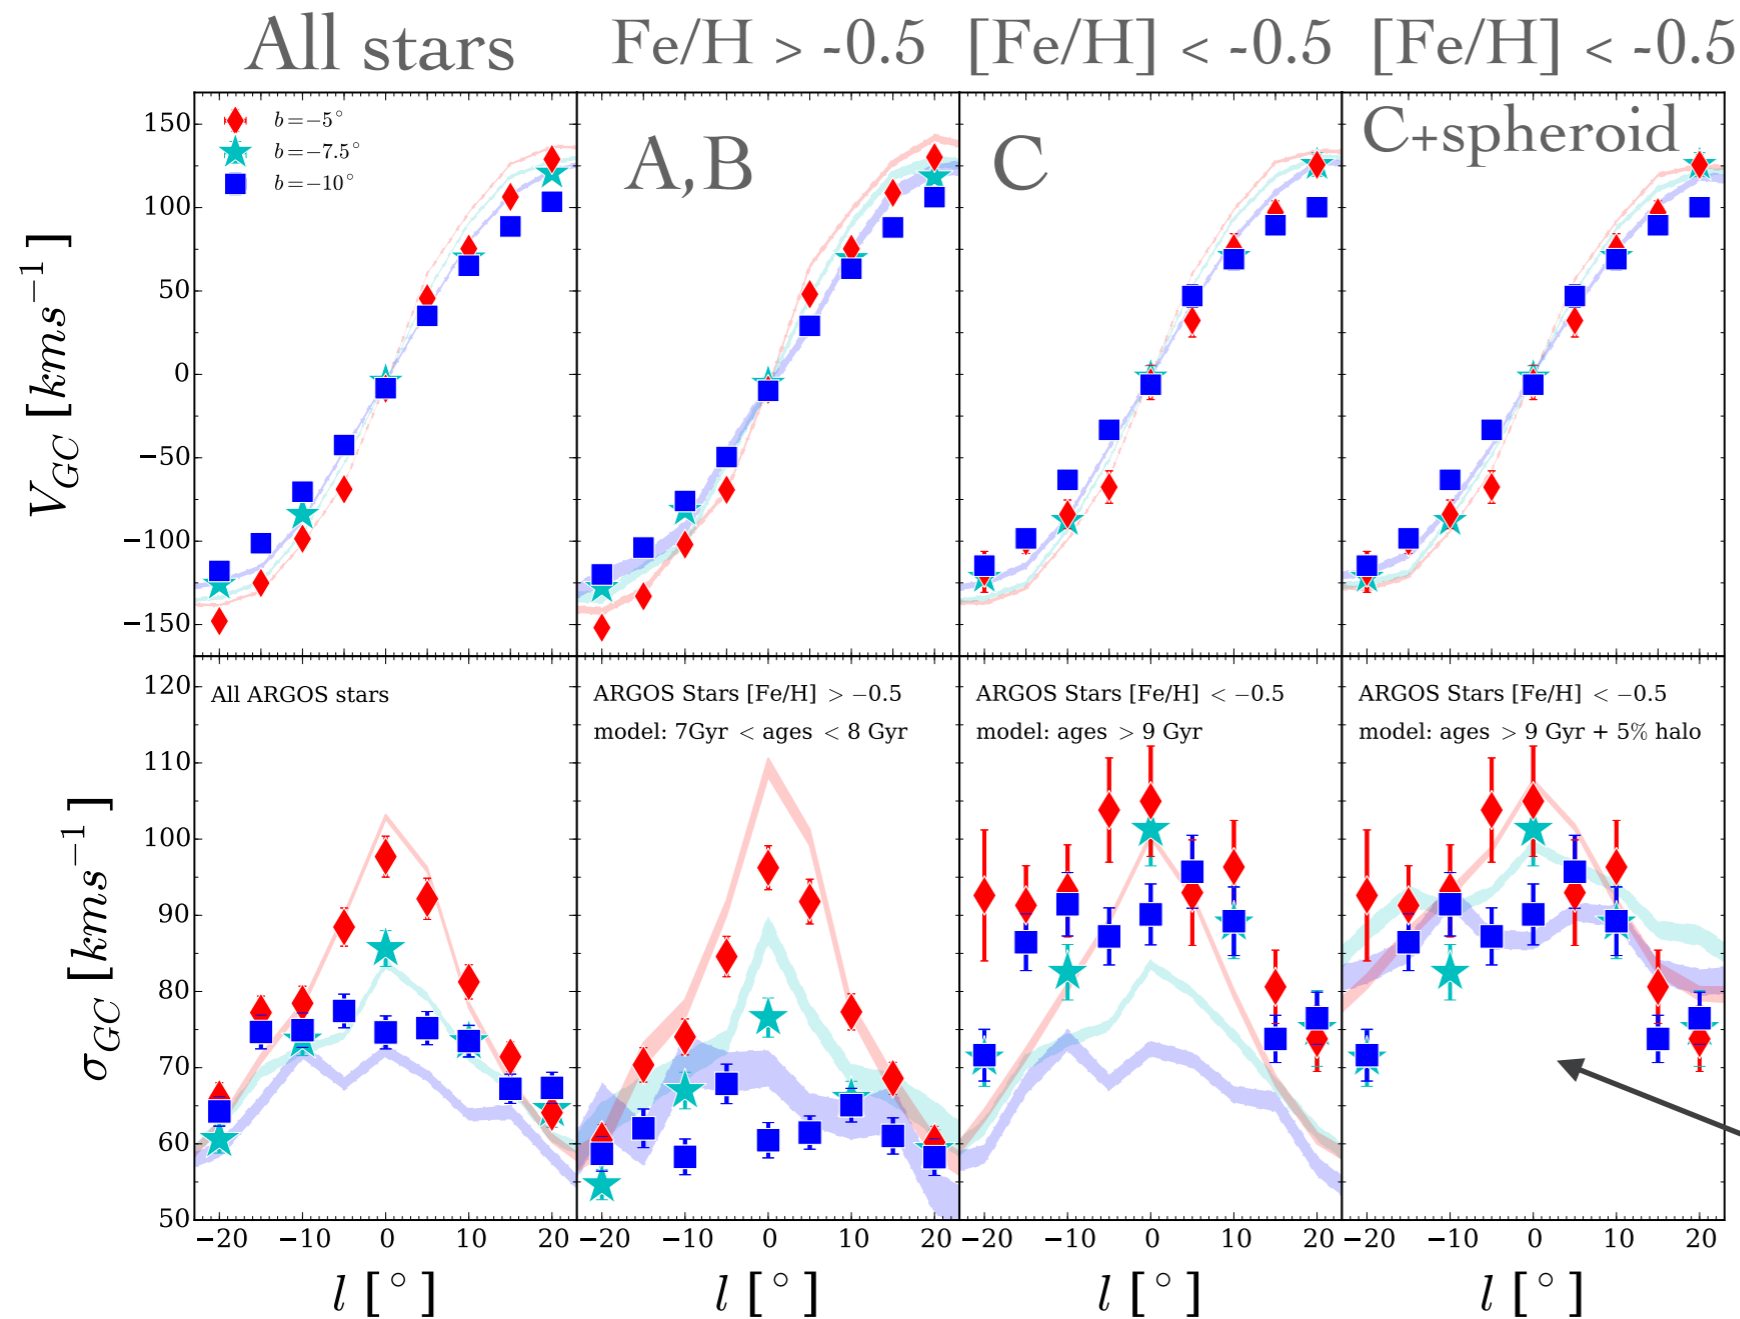 All stars
Fe/H > -0.5
[Fe/H] < -0.5
[Fe/H] < -0.5
b=−5°
b=−7.5°
b=−10°
A,B
C
C+spheroid
V_GC [kms^−1]
150
100
50
0
−50
−100
−150
All ARGOS stars
ARGOS Stars [Fe/H] > −0.5
model: 7Gyr < ages < 8 Gyr
ARGOS Stars [Fe/H] < −0.5
model: ages > 9 Gyr
ARGOS Stars [Fe/H] < −0.5
model: ages > 9 Gyr + 5% halo
σ_GC [kms^−1]
120
110
100
90
80
70
60
50
−20 −10 0 10 20
−20 −10 0 10 20
−20 −10 0 10 20
−20 −10 0 10 20
l [°]
l [°]
l [°]
l [°]